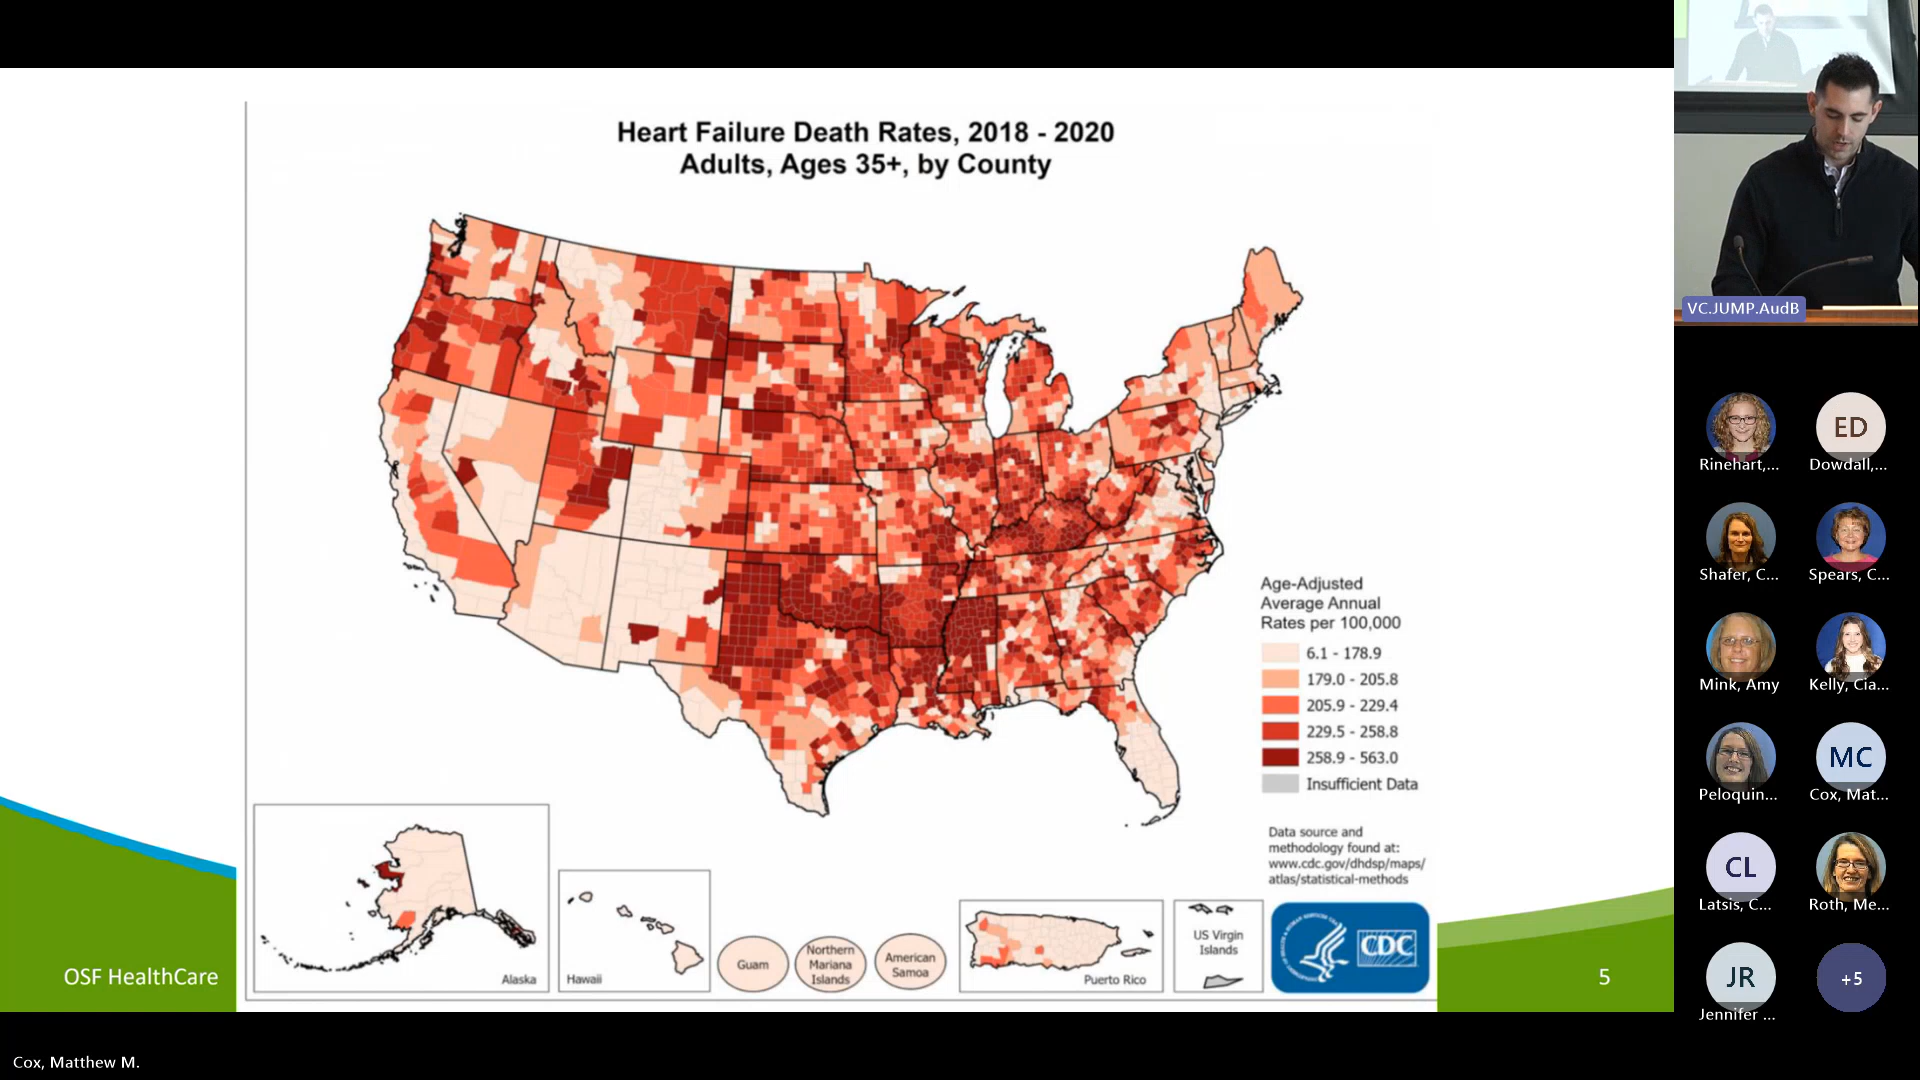 Heart Failure Death Rates, 2018 - 2020
Adults, Ages 35+, by County
Age-Adjusted
Average Annual
Rates per 100,000
6.1 - 178.9
179.0 - 205.8
205.9 - 229.4
229.5 - 258.8
258.9 - 563.0
Insufficient Data
Data source and
methodology found at:
www.cdc.gov/dhdsp/maps/
atlas/statistical-methods
Alaska
Hawaii
Guam
Northern
Mariana
Islands
American
Samoa
Puerto Rico
US Virgin
Islands
CDC
OSF HealthCare
5
VC.JUMP.AudB
Rinehart,...
ED
Dowdall,...
Shafer, C...
Spears, C...
Mink, Amy
Kelly, Cia...
Peloquin...
MC
Cox, Mat...
CL
Latsis, C...
Roth, Me...
JR
Jennifer ...
+5
Cox, Matthew M.